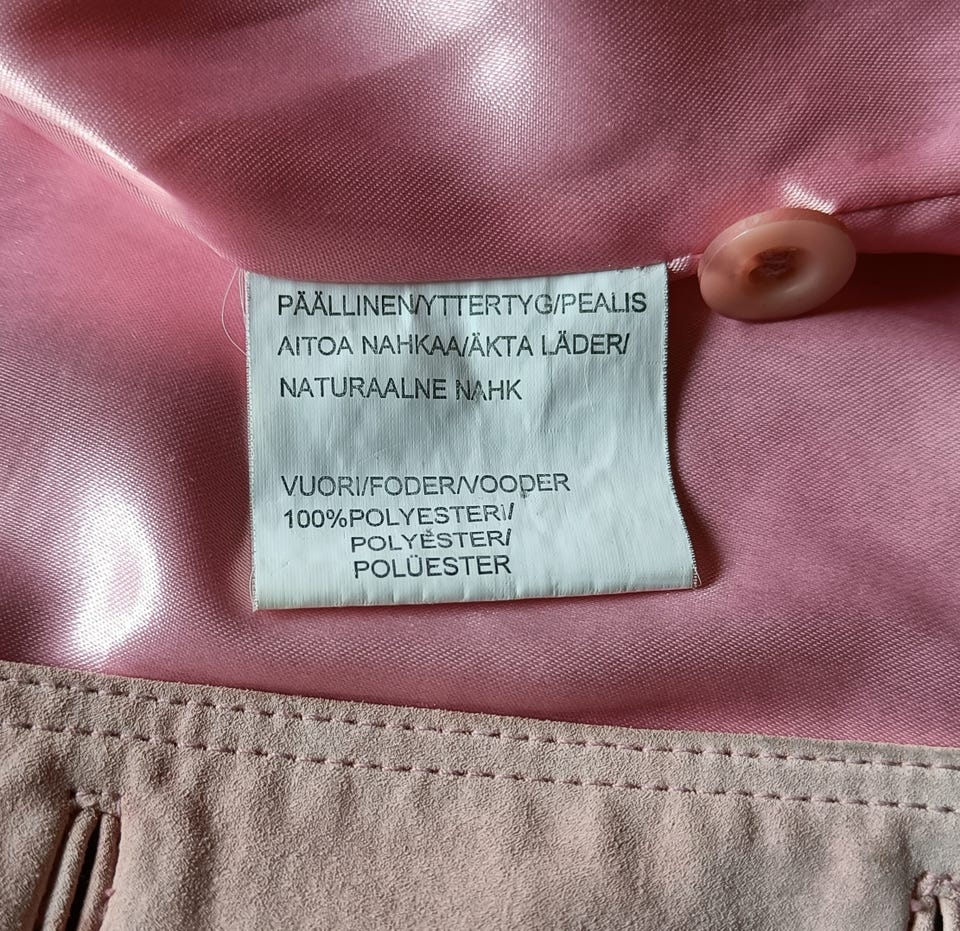 PÄÄLLINEN/YTTERTYG/PEALIS
AITOA NAHKAA/ÄKTA LÄDER/
NATURAALNE NAHK
VUORI/FODER/VOODER
100%POLYESTERI/
POLYESTER/
POLÜESTER